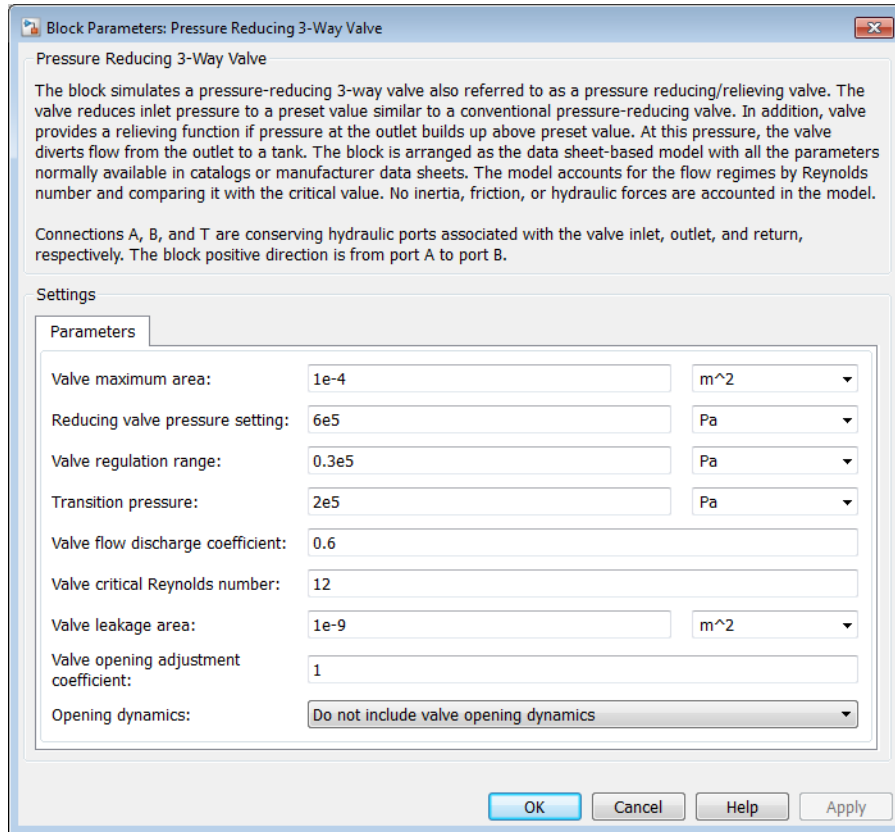 Block Parameters: Pressure Reducing 3-Way Valve
Pressure Reducing 3-Way Valve
The block simulates a pressure-reducing 3-way valve also referred to as a pressure reducing/relieving valve. The
valve reduces inlet pressure to a preset value similar to a conventional pressure-reducing valve. In addition, valve
provides a relieving function if pressure at the outlet builds up above preset value. At this pressure, the valve
diverts flow from the outlet to a tank. The block is arranged as the data sheet-based model with all the parameters
normally available in catalogs or manufacturer data sheets. The model accounts for the flow regimes by Reynolds
number and comparing it with the critical value. No inertia, friction, or hydraulic forces are accounted in the model.
Connections A, B, and T are conserving hydraulic ports associated with the valve inlet, outlet, and return,
respectively. The block positive direction is from port A to port B.
Settings
Parameters
Valve maximum area: 1e-4 m^2
Reducing valve pressure setting: 6e5 Pa
Valve regulation range: 0.3e5 Pa
Transition pressure: 2e5 Pa
Valve flow discharge coefficient: 0.6
Valve critical Reynolds number: 12
Valve leakage area: 1e-9 m^2
Valve opening adjustment
coefficient: 1
Opening dynamics: Do not include valve opening dynamics
OK Cancel Help Apply